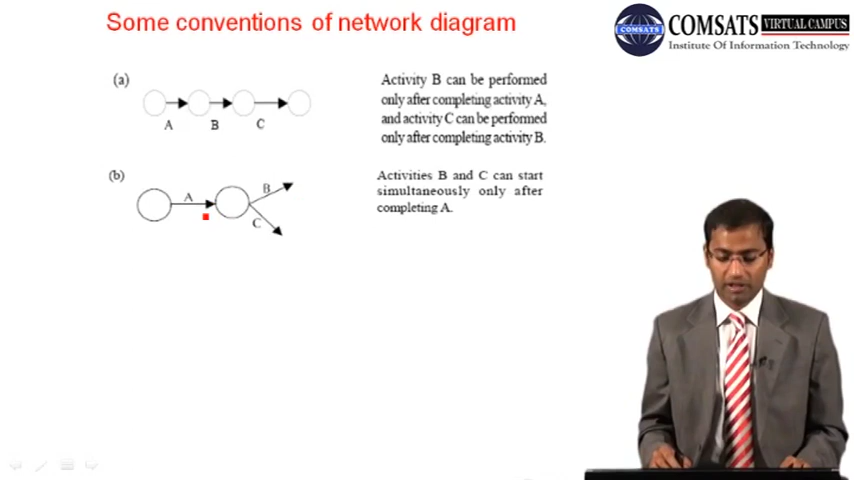 Some conventions of network diagram
COMSATS
COMSATS
VIRTUAL CAMPUS
Institute Of Information Technology
(a)
A
B
C
Activity B can be performed
only after completing activity A,
and activity C can be performed
only after completing activity B.
(b)
A
B
C
Activities B and C can start
simultaneously only after
completing A.